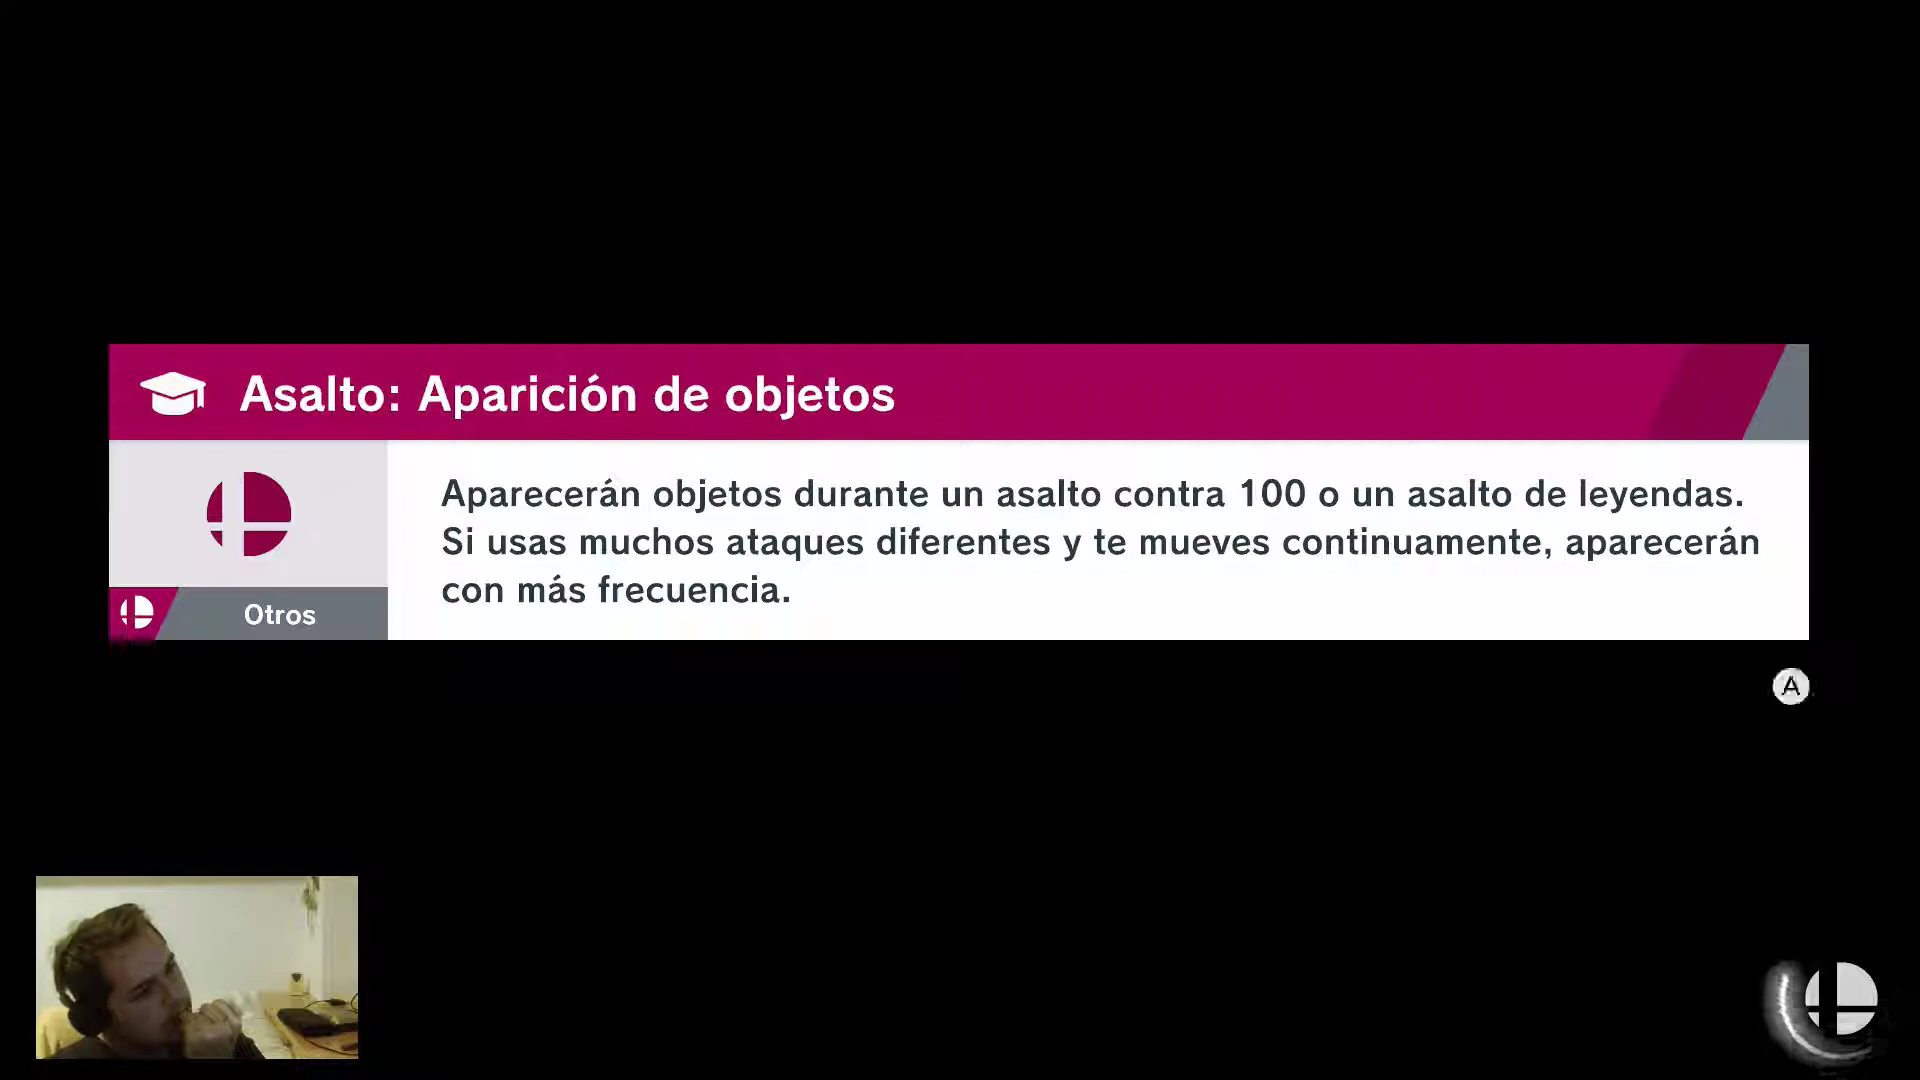 Asalto: Aparición de objetos
Aparecerán objetos durante un asalto contra 100 o un asalto de leyendas.
Si usas muchos ataques diferentes y te mueves continuamente, aparecerán
con más frecuencia.
Otros
A